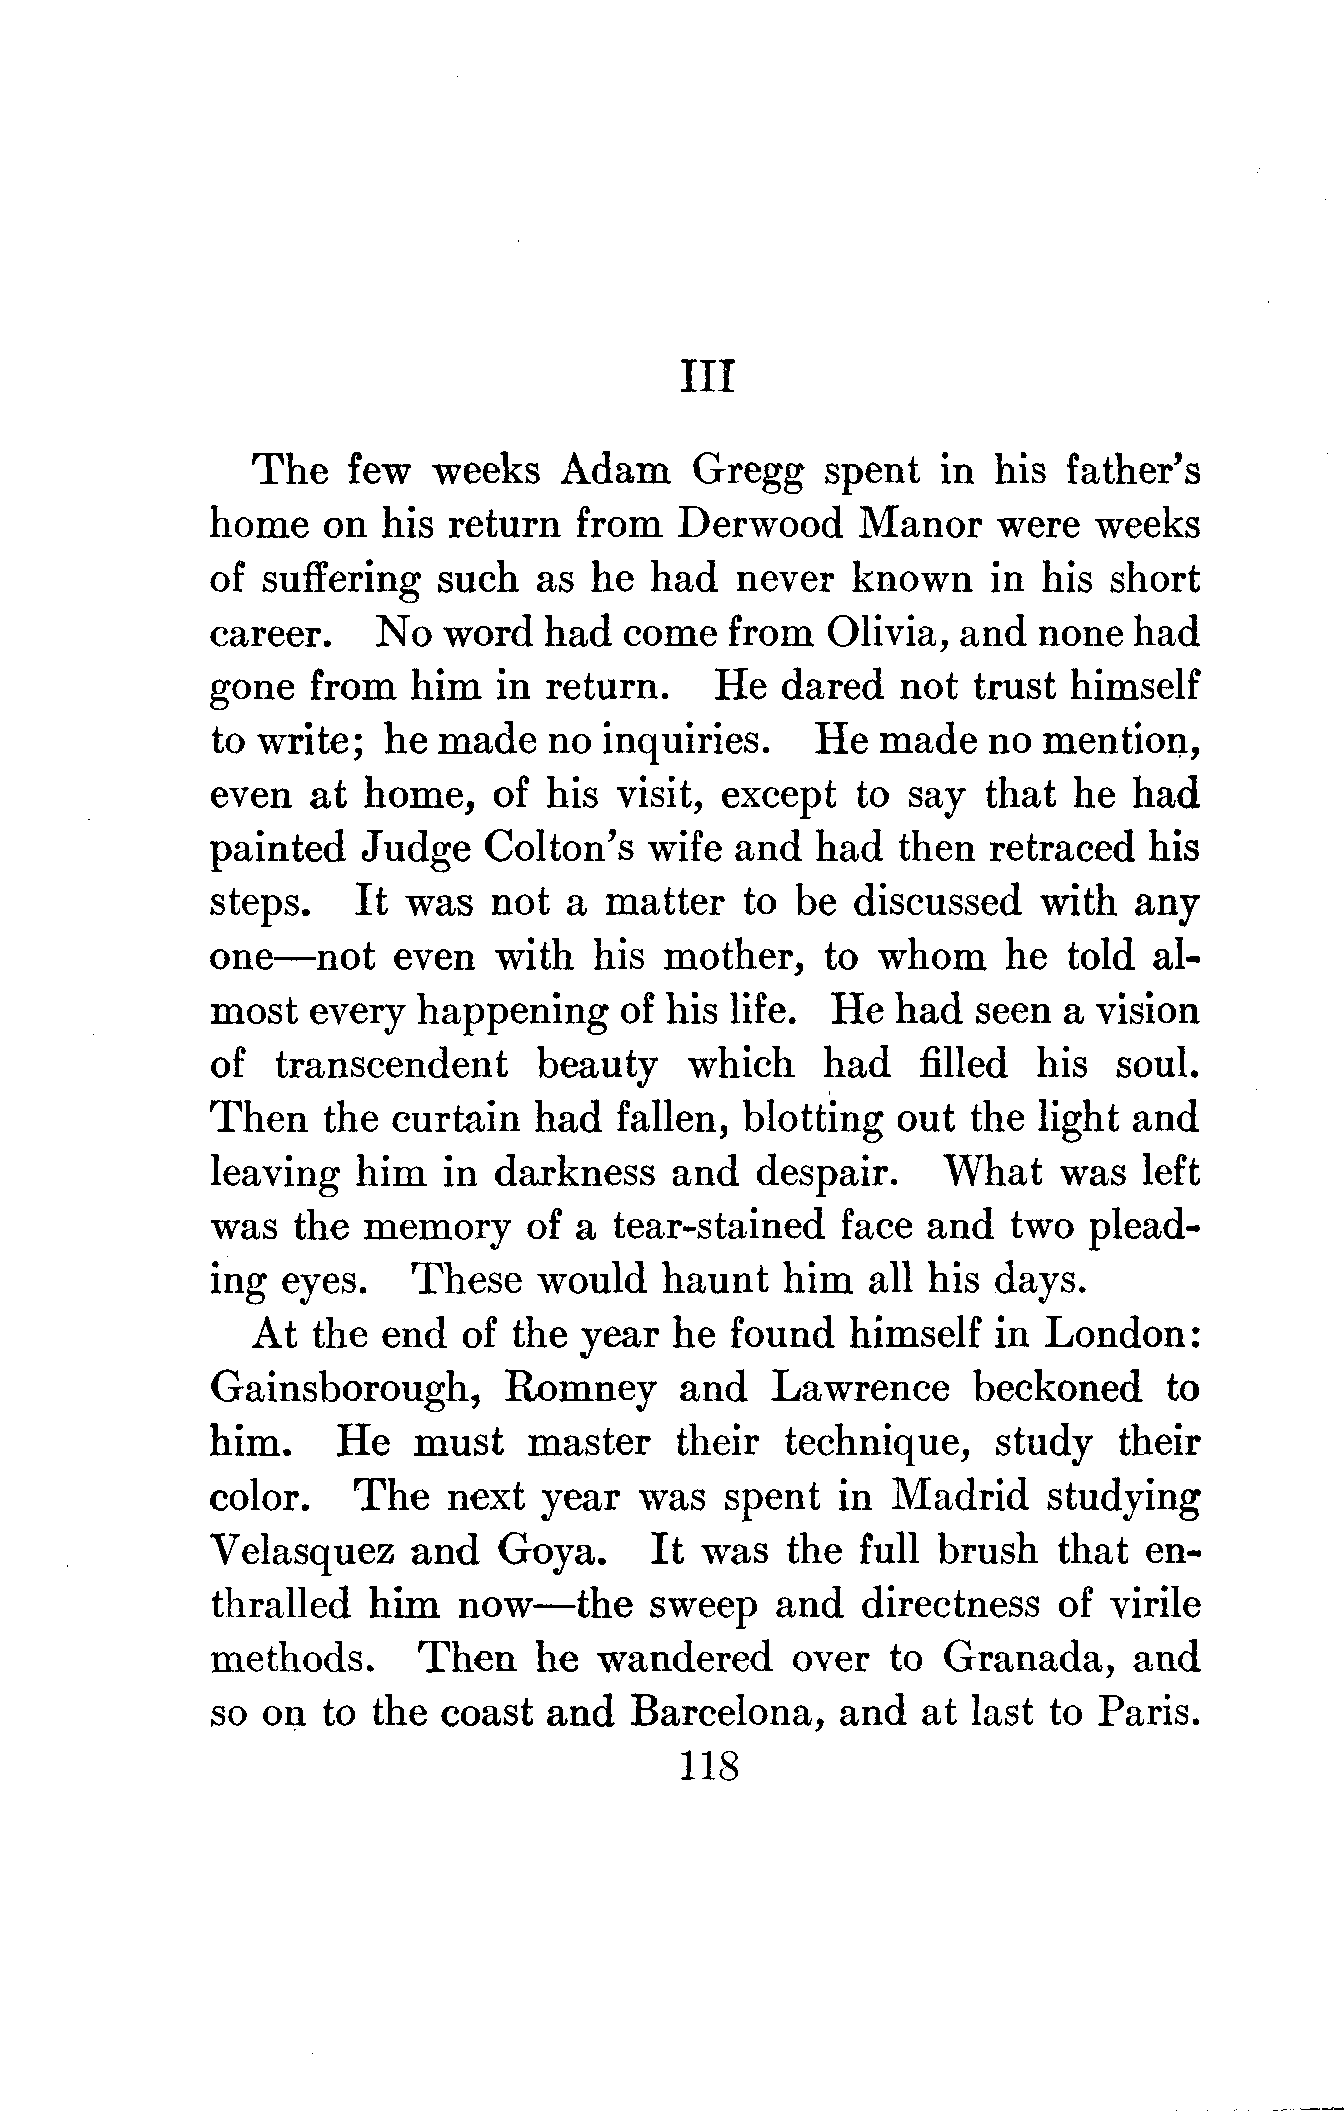 III
The few weeks Adam Gregg spent in his father's
home on his return from Derwood Manor were weeks
of suffering such as he had never known in his short
career. No word had come from Olivia, and none had
gone from him in return. He dared not trust himself
to write; he made no inquiries. He made no mention,
even at home, of his visit, except to say that he had
painted Judge Colton's wife and had then retraced his
steps. It was not a matter to be discussed with any
one—not even with his mother, to whom he told al-
most every happening of his life. He had seen a vision
of transcendent beauty which had filled his soul.
Then the curtain had fallen, blotting out the light and
leaving him in darkness and despair. What was left
was the memory of a tear-stained face and two plead-
ing eyes. These would haunt him all his days.
At the end of the year he found himself in London:
Gainsborough, Romney and Lawrence beckoned to
him. He must master their technique, study their
color. The next year was spent in Madrid studying
Velasquez and Goya. It was the full brush that en-
thralled him now—the sweep and directness of virile
methods. Then he wandered over to Granada, and
so on to the coast and Barcelona, and at last to Paris.
118